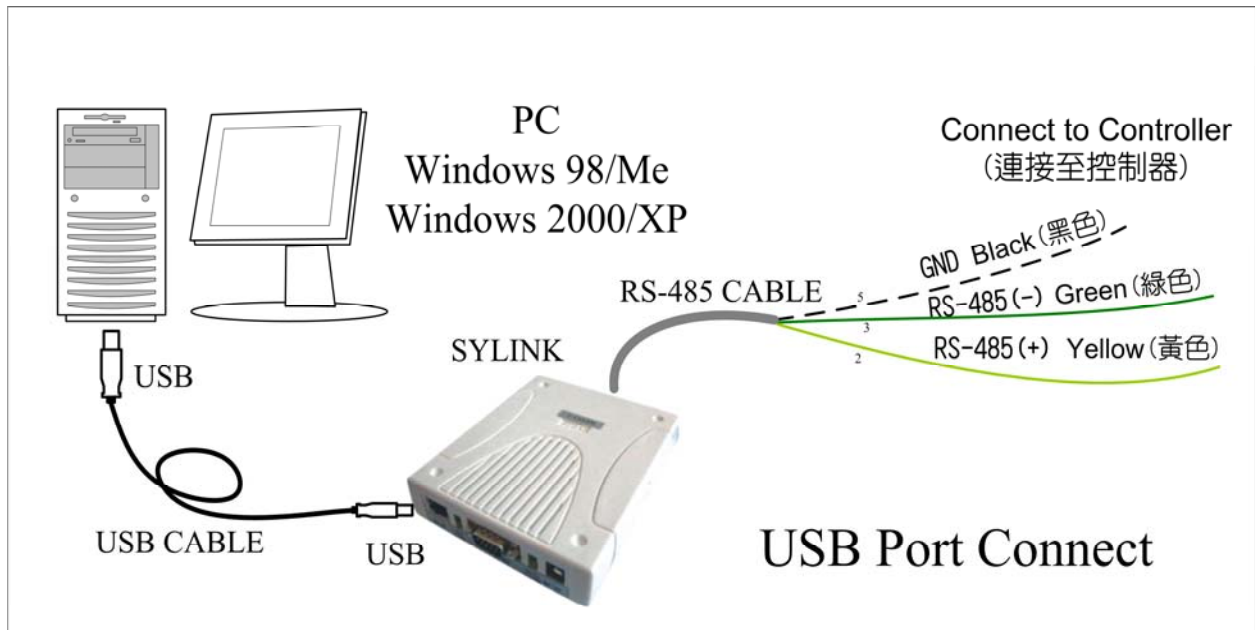 PC
Windows 98/Me
Windows 2000/XP
Connect to Controller
(連接至控制器)
GND Black(黑色)
5
RS-485 CABLE
RS-485(-) Green(綠色)
3
RS-485(+) Yellow(黃色)
2
SYLINK
USB
USB CABLE
USB
USB Port Connect